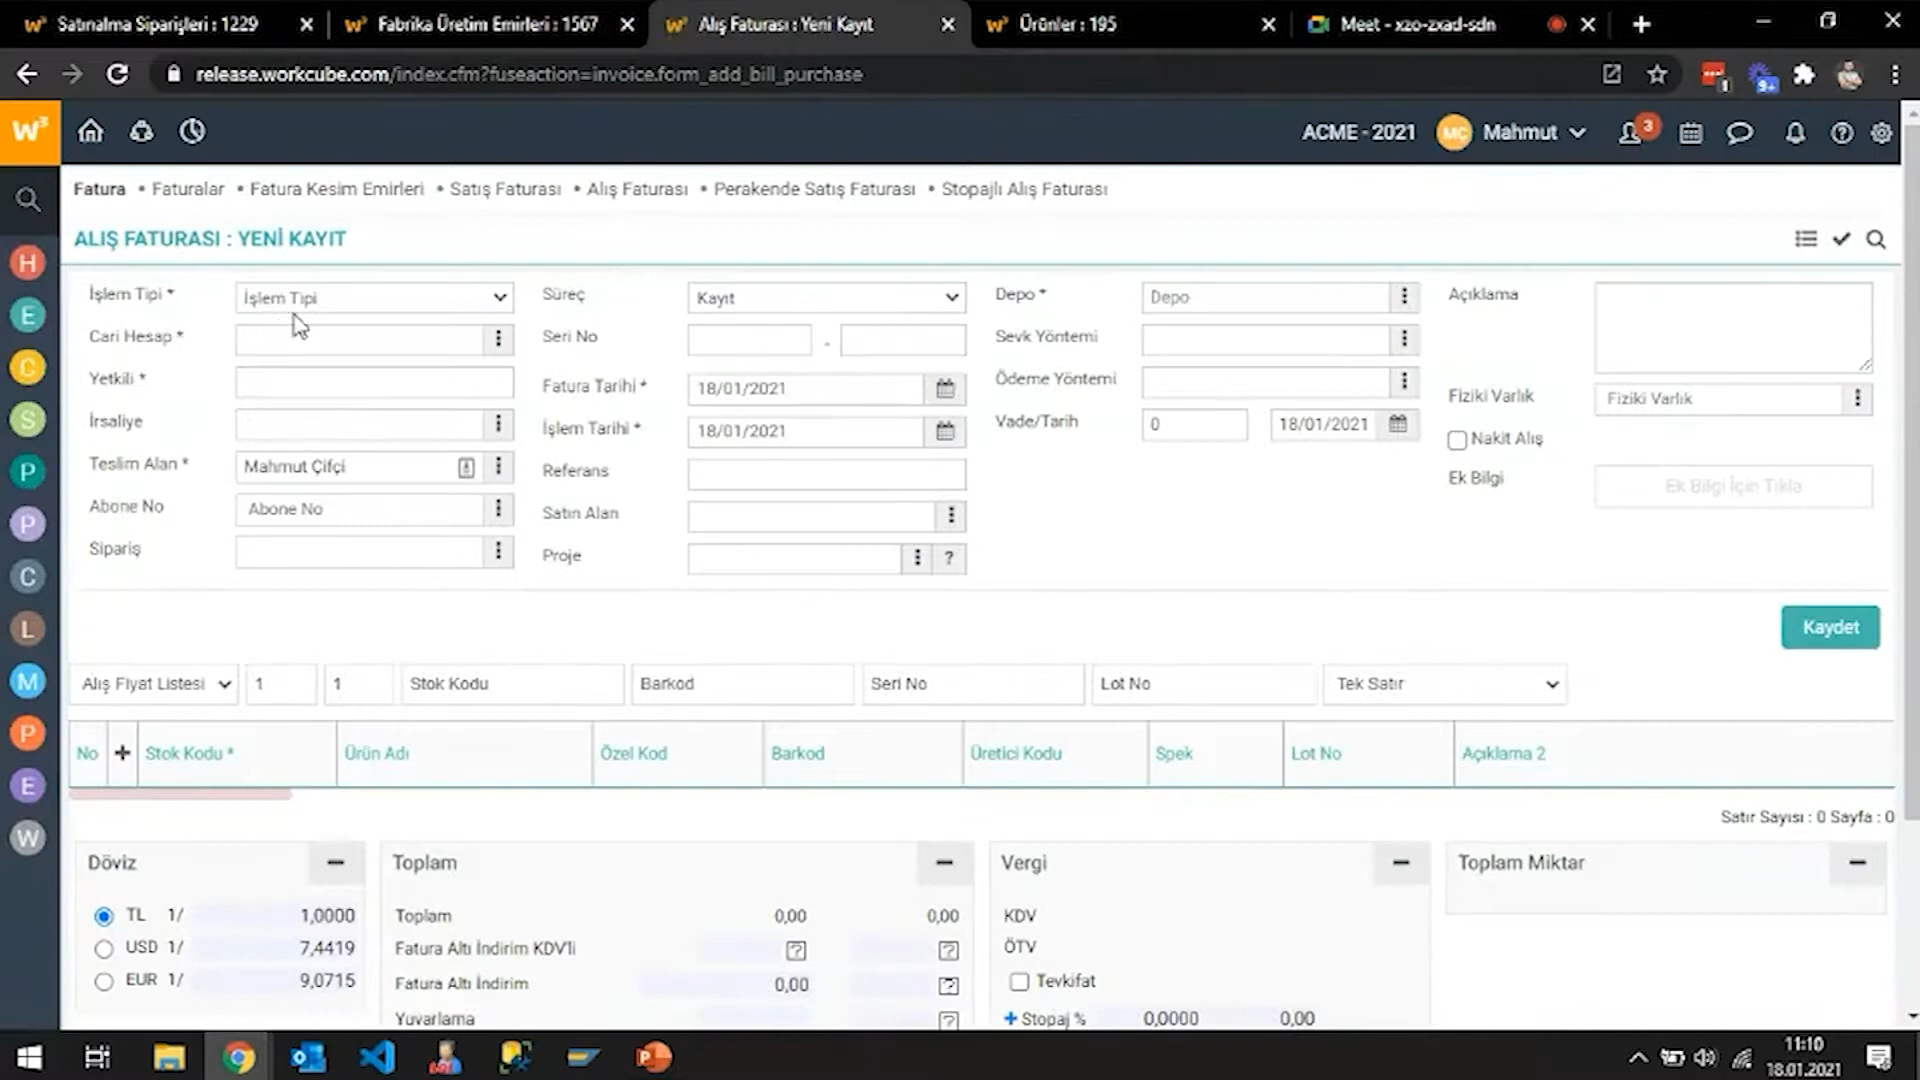 Satınalma Siparişleri : 1229
Fabrika Üretim Emirleri : 1567
Alış Faturası : Yeni Kayıt
Ürünler : 195
Meet - xzo-zxad-sdn
release.workcube.com/index.cfm?fuseaction=invoice.form_add_bill_purchase
1
9+
W3
ACME - 2021
MC
Mahmut
3
Fatura • Faturalar • Fatura Kesim Emirleri • Satış Faturası • Alış Faturası • Perakende Satış Faturası • Stopajlı Alış Faturası
ALIŞ FATURASI : YENİ KAYIT
H
E
C
S
P
P
C
L
M
P
E
W
İşlem Tipi *
İşlem Tipi
Cari Hesap *
Yetkili *
İrsaliye
Teslim Alan *
Mahmut Çifçi
Abone No
Abone No
Sipariş
Süreç
Kayıt
Seri No
-
Fatura Tarihi *
18/01/2021
İşlem Tarihi *
18/01/2021
Referans
Satın Alan
Proje
?
Depo *
Depo
Sevk Yöntemi
Ödeme Yöntemi
Vade/Tarih
0
18/01/2021
Açıklama
Fiziki Varlık
Fiziki Varlık
Nakit Alış
Ek Bilgi
Ek Bilgi İçin Tıkla
Kaydet
Alış Fiyat Listesi
1
1
Stok Kodu
Barkod
Seri No
Lot No
Tek Satır
No
Stok Kodu *
Ürün Adı
Özel Kod
Barkod
Üretici Kodu
Spek
Lot No
Açıklama 2
Satır Sayısı : 0 Sayfa : 0
Döviz
TL 1/ 1,0000
USD 1/ 7,4419
EUR 1/ 9,0715
Toplam
Toplam 0,00 0,00
Fatura Altı İndirim KDV'li
Fatura Altı İndirim 0,00
Yuvarlama
Vergi
KDV
ÖTV
Tevkifat
+ Stopaj % 0,0000 0,00
Toplam Miktar
11:10
18.01.2021